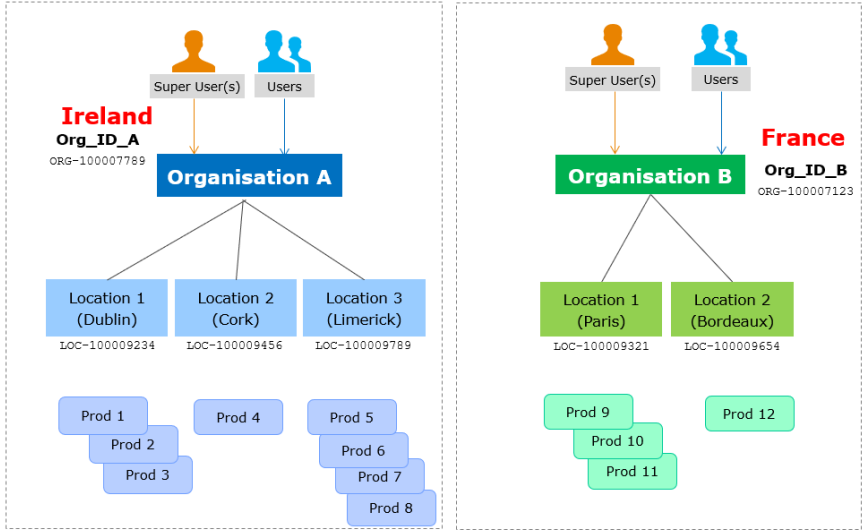 Super User(s)
Users
Ireland
Org_ID_A
ORG-100007789
Organisation A
Location 1
(Dublin)
LOC-100009234
Location 2
(Cork)
LOC-100009456
Location 3
(Limerick)
LOC-100009789
Prod 1
Prod 2
Prod 3
Prod 4
Prod 5
Prod 6
Prod 7
Prod 8
Super User(s)
Users
France
Org_ID_B
ORG-100007123
Organisation B
Location 1
(Paris)
LOC-100009321
Location 2
(Bordeaux)
LOC-100009654
Prod 9
Prod 10
Prod 11
Prod 12